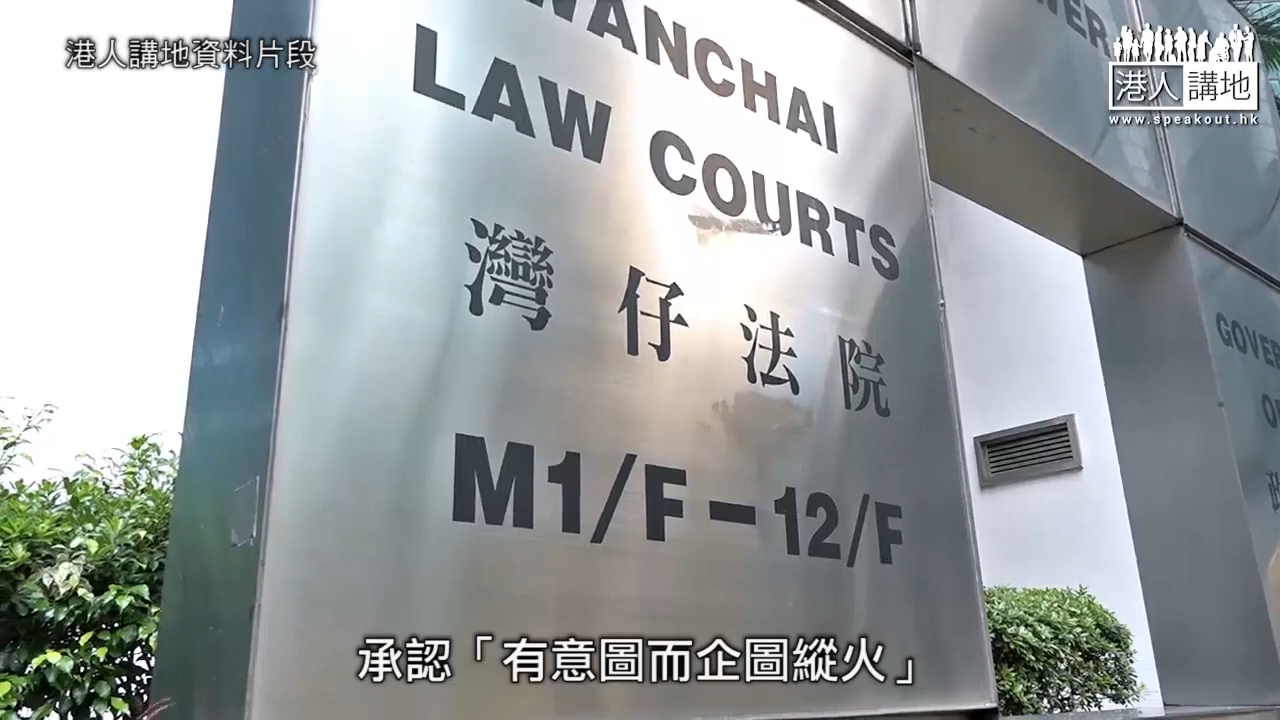 港人講地資料片段
港人講地
www.speakout.hk
WANCHAI
LAW COURTS
灣仔法院
M1/F-12/F
承認「有意圖而企圖縱火」